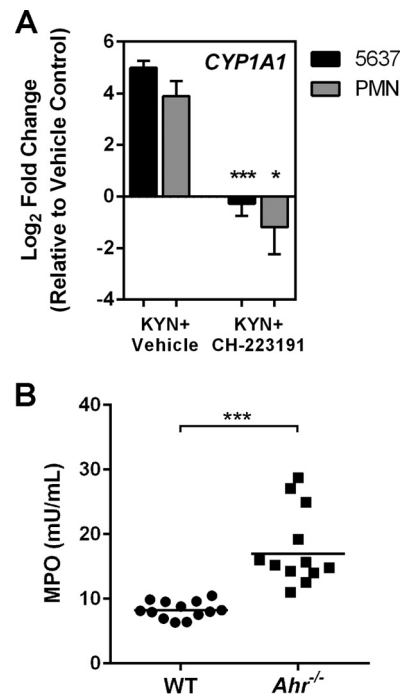 A
6
4
2
0
-2
-4
Log2 Fold Change
(Relative to Vehicle Control)
CYP1A1
5637
PMN
*** *
KYN+
Vehicle
KYN+
CH-223191
B
***
40
30
20
10
0
MPO (mU/mL)
WT
Ahr-/-